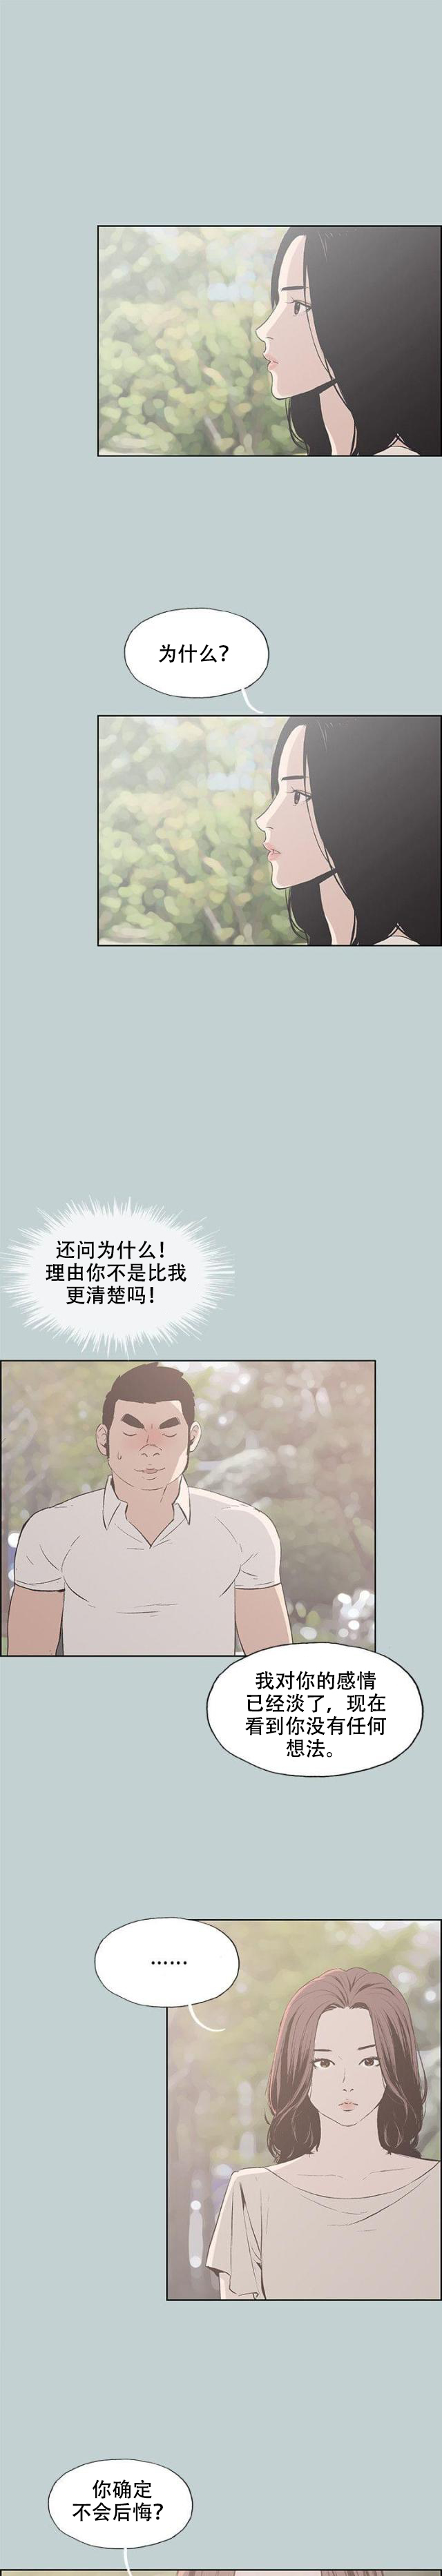 为什么？
还问为什么！
理由你不是比我
更清楚吗！
我对你的感情
已经淡了，现在
看到你没有任何
想法。
……
你确定
不会后悔？